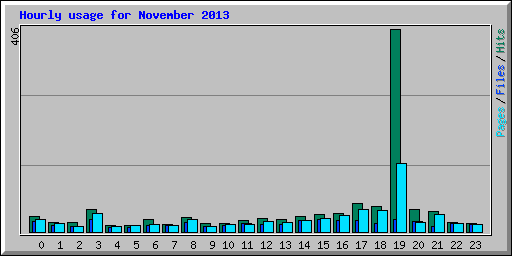 Hourly usage for November 2013
406
Pages/Files/Hits
0 1 2 3 4 5 6 7 8 9 10 11 12 13 14 15 16 17 18 19 20 21 22 23